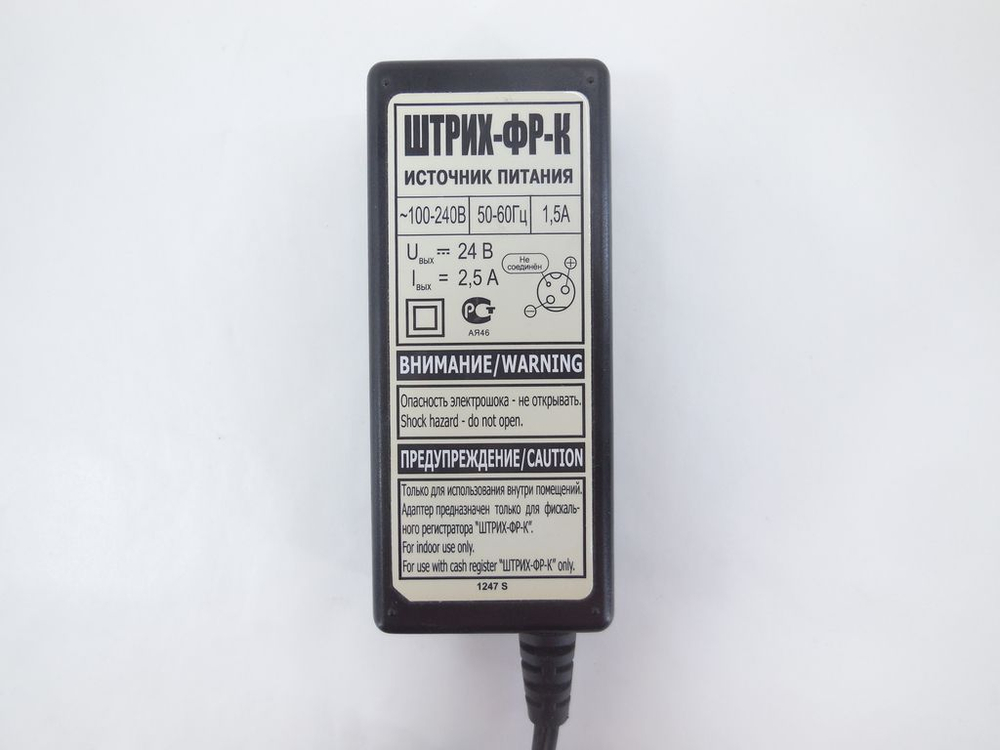 ШТРИХ-ФР-К
ИСТОЧНИК ПИТАНИЯ
~100-240В 50-60Гц 1,5А
Uвых = 24 В
Iвых = 2,5 А
Не
соединён
+
−
РСТ
АЯ46
ВНИМАНИЕ/WARNING
Опасность электрошока - не открывать.
Shock hazard - do not open.
ПРЕДУПРЕЖДЕНИЕ/CAUTION
Только для использования внутри помещений.
Адаптер предназначен только для фискаль-
ного регистратора "ШТРИХ-ФР-К".
For indoor use only.
For use with cash register "ШТРИХ-ФР-К" only.
1247 S